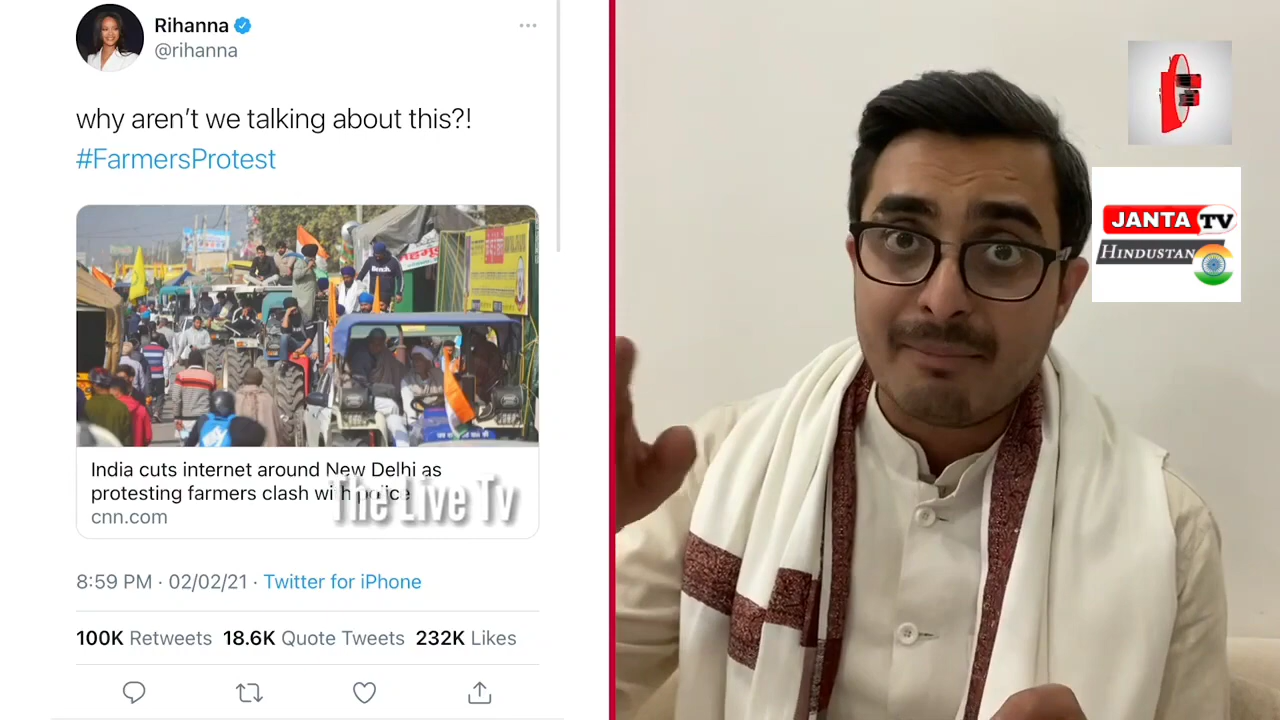 Rihanna
@rihanna
why aren't we talking about this?!
#FarmersProtest
India cuts internet around New Delhi as
protesting farmers clash with police
cnn.com
The Live Tv
8:59 PM · 02/02/21 · Twitter for iPhone
100K Retweets 18.6K Quote Tweets 232K Likes
F
JANTA TV
HINDUSTAN